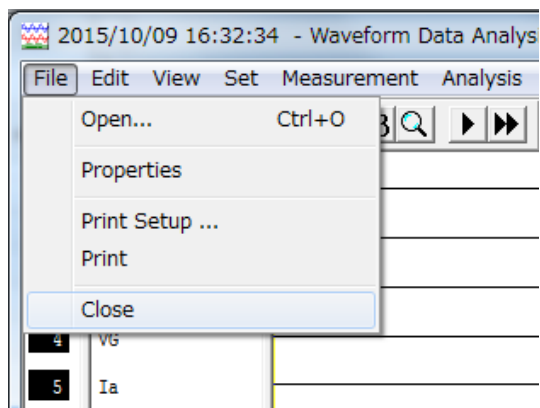 2015/10/09 16:32:34 - Waveform Data Analys
File Edit View Set Measurement Analysis
Open... Ctrl+O
Properties
Print Setup ...
Print
Close
4 VG
5 Ia